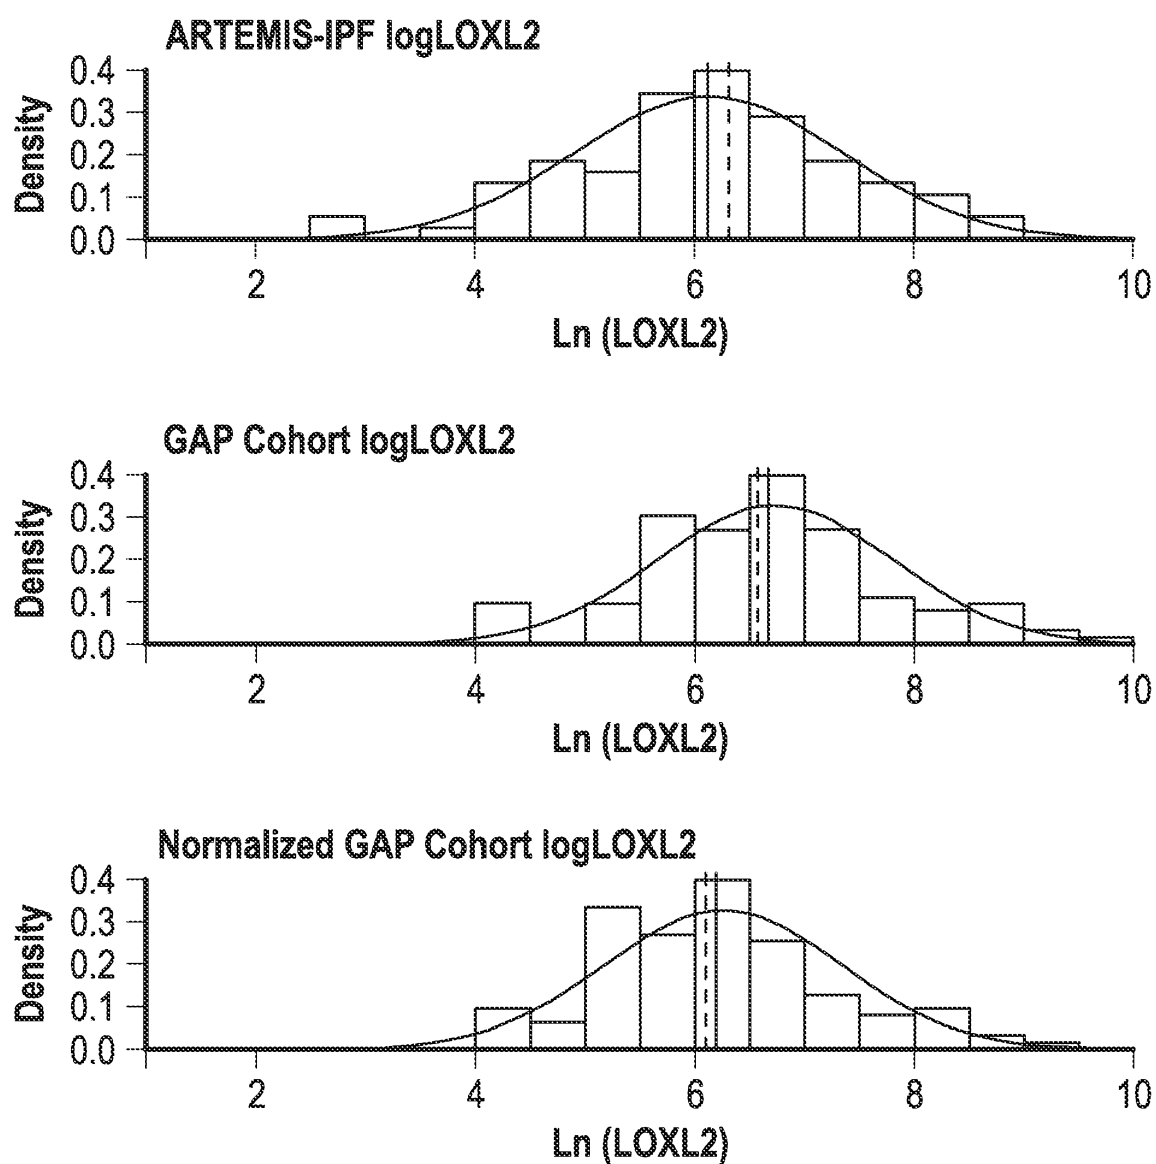 ARTEMIS-IPF logLOXL2
0.4
0.3
0.2
0.1
0.0
Density
2 4 6 8 10
Ln (LOXL2)
GAP Cohort logLOXL2
0.4
0.3
0.2
0.1
0.0
Density
2 4 6 8 10
Ln (LOXL2)
Normalized GAP Cohort logLOXL2
0.4
0.3
0.2
0.1
0.0
Density
2 4 6 8 10
Ln (LOXL2)